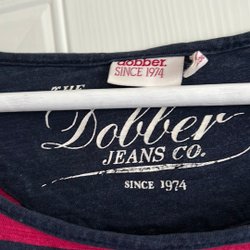 dobber.
SINCE 1974
THE
Dobber
JEANS CO.
SINCE 1974